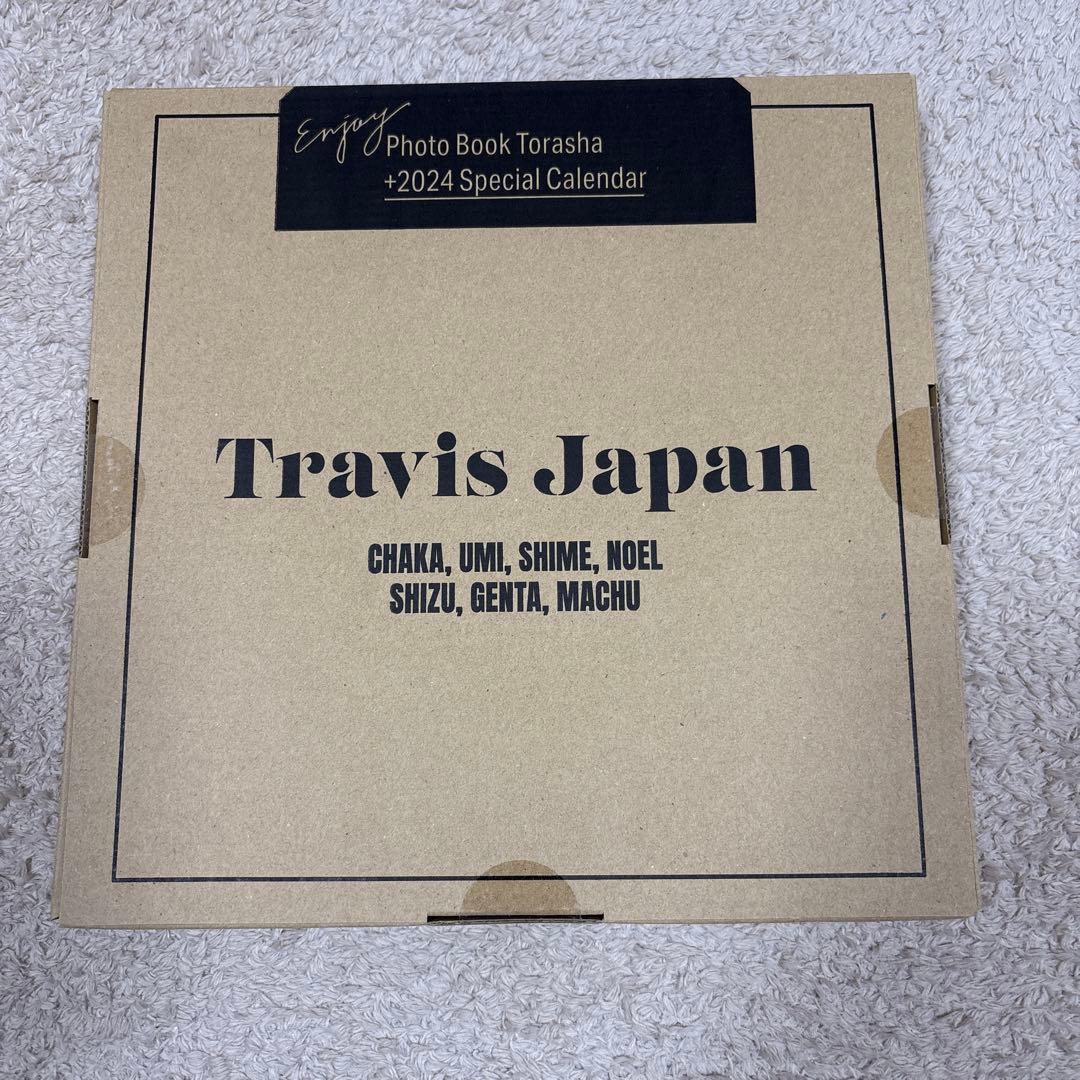 Enjoy
Photo Book Torasha
+2024 Special Calendar
Travis Japan
CHAKA, UMI, SHIME, NOEL
SHIZU, GENTA, MACHU